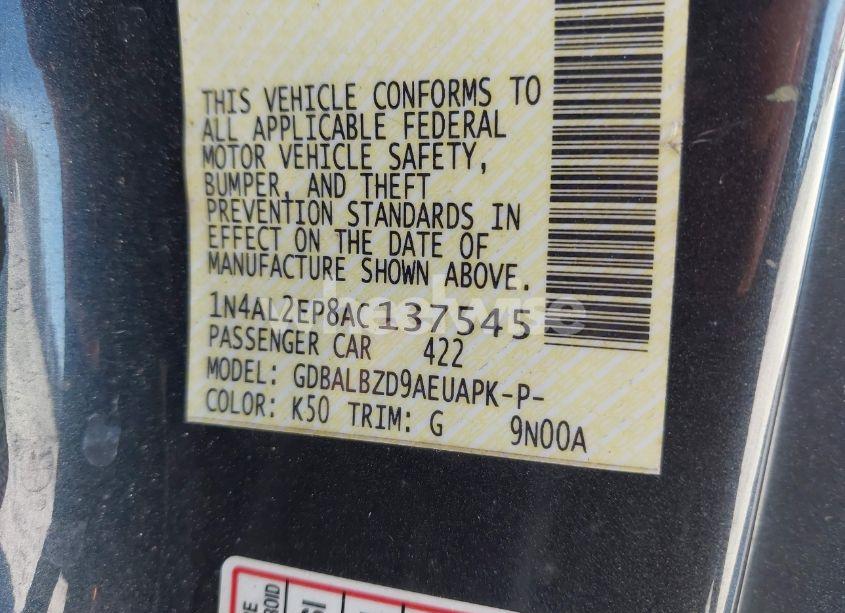 THIS VEHICLE CONFORMS TO
ALL APPLICABLE FEDERAL
MOTOR VEHICLE SAFETY,
BUMPER, AND THEFT
PREVENTION STANDARDS IN
EFFECT ON THE DATE OF
MANUFACTURE SHOWN ABOVE.
1N4AL2EP8AC137545
PASSENGER CAR 422
MODEL: GDBALBZD9AEUAPK-P-
COLOR: K50 TRIM: G 9N00A